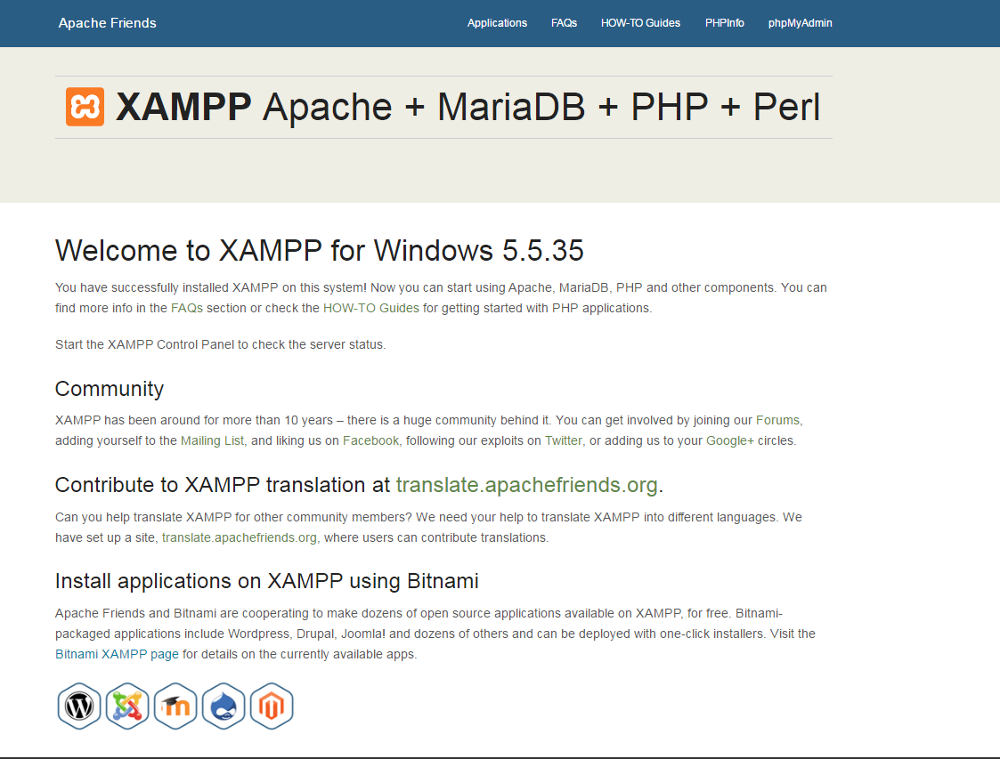 Apache Friends
Applications FAQs HOW-TO Guides PHPInfo phpMyAdmin
XAMPP Apache + MariaDB + PHP + Perl
Welcome to XAMPP for Windows 5.5.35
You have successfully installed XAMPP on this system! Now you can start using Apache, MariaDB, PHP and other components. You can
find more info in the FAQs section or check the HOW-TO Guides for getting started with PHP applications.
Start the XAMPP Control Panel to check the server status.
Community
XAMPP has been around for more than 10 years – there is a huge community behind it. You can get involved by joining our Forums,
adding yourself to the Mailing List, and liking us on Facebook, following our exploits on Twitter, or adding us to your Google+ circles.
Contribute to XAMPP translation at translate.apachefriends.org.
Can you help translate XAMPP for other community members? We need your help to translate XAMPP into different languages. We
have set up a site, translate.apachefriends.org, where users can contribute translations.
Install applications on XAMPP using Bitnami
Apache Friends and Bitnami are cooperating to make dozens of open source applications available on XAMPP, for free. Bitnami-
packaged applications include Wordpress, Drupal, Joomla! and dozens of others and can be deployed with one-click installers. Visit the
Bitnami XAMPP page for details on the currently available apps.